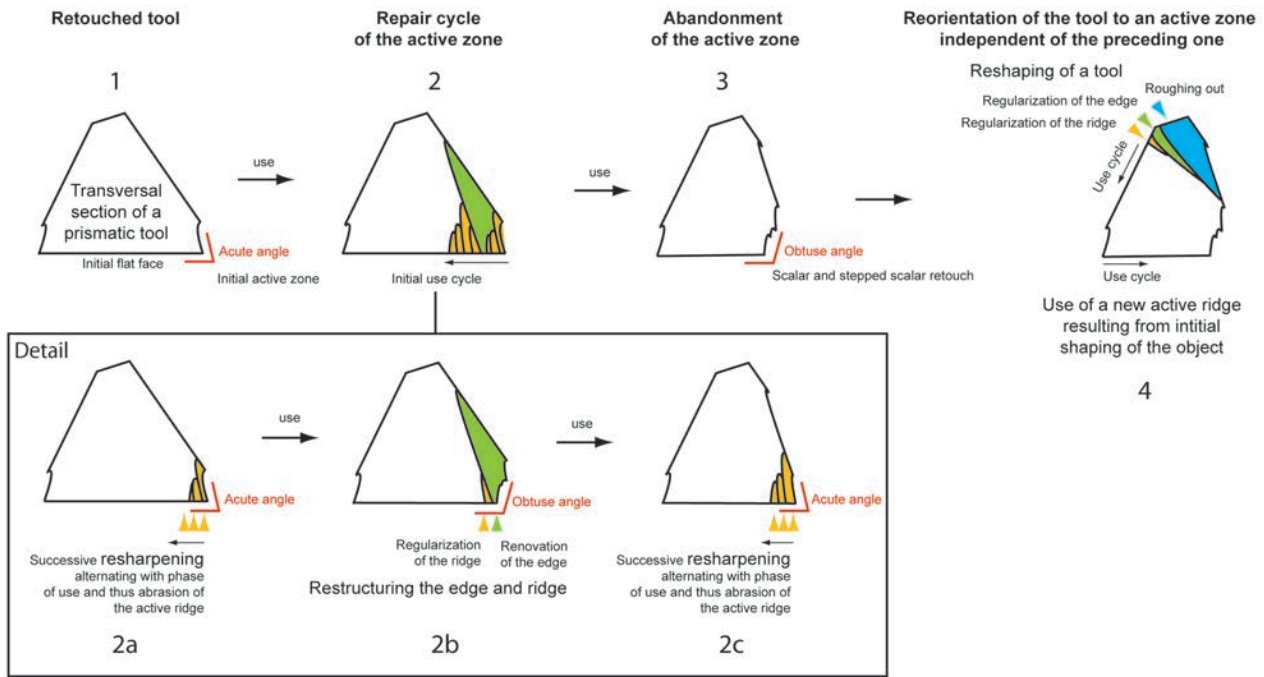 Retouched tool
1
Transversal
section of a
prismatic tool
Initial flat face
Acute angle
Initial active zone
use
Repair cycle
of the active zone
2
Initial use cycle
use
Abandonment
of the active zone
3
Obtuse angle
Scalar and stepped scalar retouch
Reorientation of the tool to an active zone
independent of the preceding one
Reshaping of a tool
Roughing out
Regularization of the edge
Regularization of the ridge
Use cycle
Use cycle
Use of a new active ridge
resulting from intitial
shaping of the object
4
Detail
Acute angle
Successive resharpening
alternating with phase
of use and thus abrasion of
the active ridge
2a
use
Obtuse angle
Regularization
of the ridge
Renovation
of the edge
Restructuring the edge and ridge
2b
use
Acute angle
Successive resharpening
alternating with phase
of use and thus abrasion of
the active ridge
2c